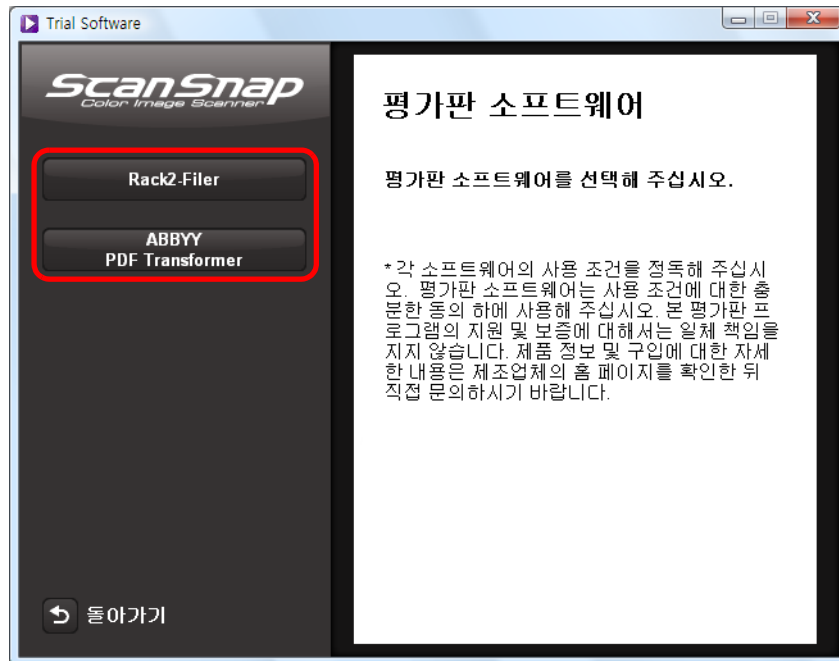 Trial Software
ScanSnap
Color Image Scanner
Rack2-Filer
ABBYY
PDF Transformer
돌아가기
평가판 소프트웨어
평가판 소프트웨어를 선택해 주십시오.
* 각 소프트웨어의 사용 조건을 정독해 주십시
오. 평가판 소프트웨어는 사용 조건에 대한 충
분한 동의 하에 사용해 주십시오. 본 평가판 프
로그램의 지원 및 보증에 대해서는 일체 책임을
지지 않습니다. 제품 정보 및 구입에 대한 자세
한 내용은 제조업체의 홈 페이지를 확인한 뒤
직접 문의하시기 바랍니다.